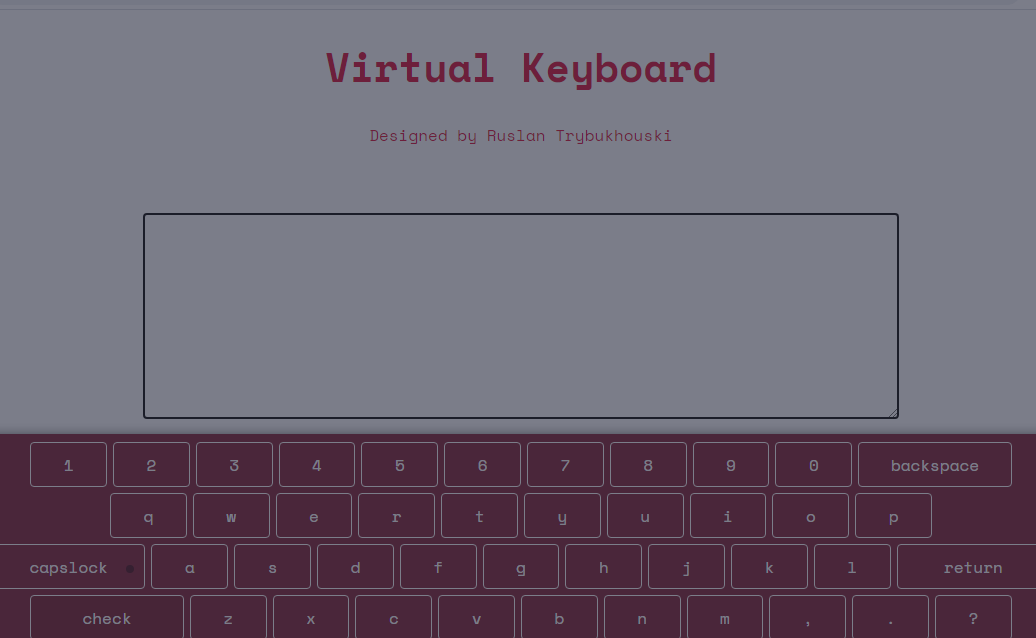 Virtual Keyboard
Designed by Ruslan Trybukhouski
1 2 3 4 5 6 7 8 9 0 backspace
q w e r t y u i o p
capslock a s d f g h j k l return
check z x c v b n m , . ?